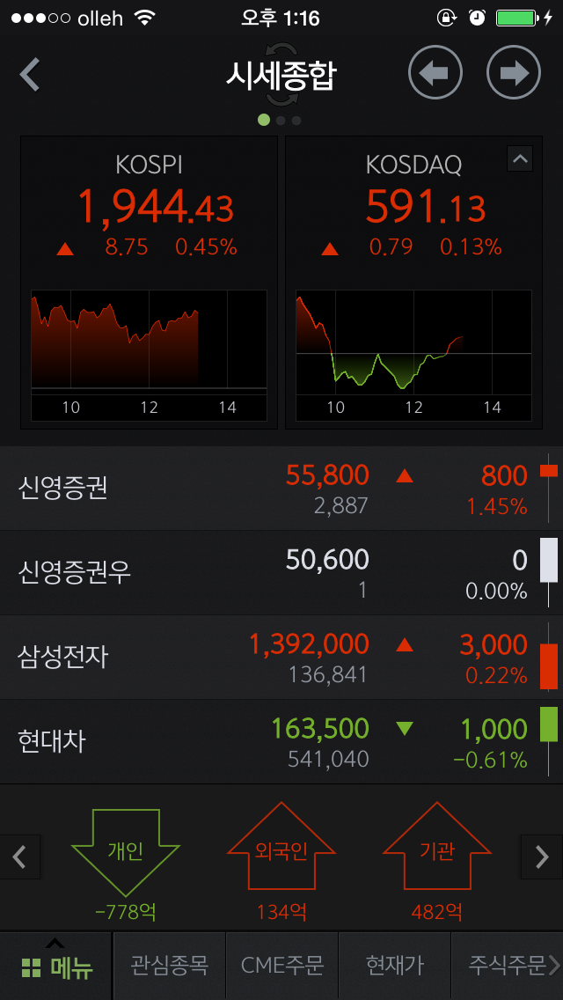 olleh 오후 1:16
시세종합
KOSPI
1,944.43
▲ 8.75 0.45%
10 12 14
KOSDAQ
591.13
▲ 0.79 0.13%
10 12 14
신영증권 55,800 ▲ 800
2,887 1.45%
신영증권우 50,600 0
1 0.00%
삼성전자 1,392,000 ▲ 3,000
136,841 0.22%
현대차 163,500 ▼ 1,000
541,040 -0.61%
개인 외국인 기관
-778억 134억 482억
메뉴 관심종목 CME주문 현재가 주식주문